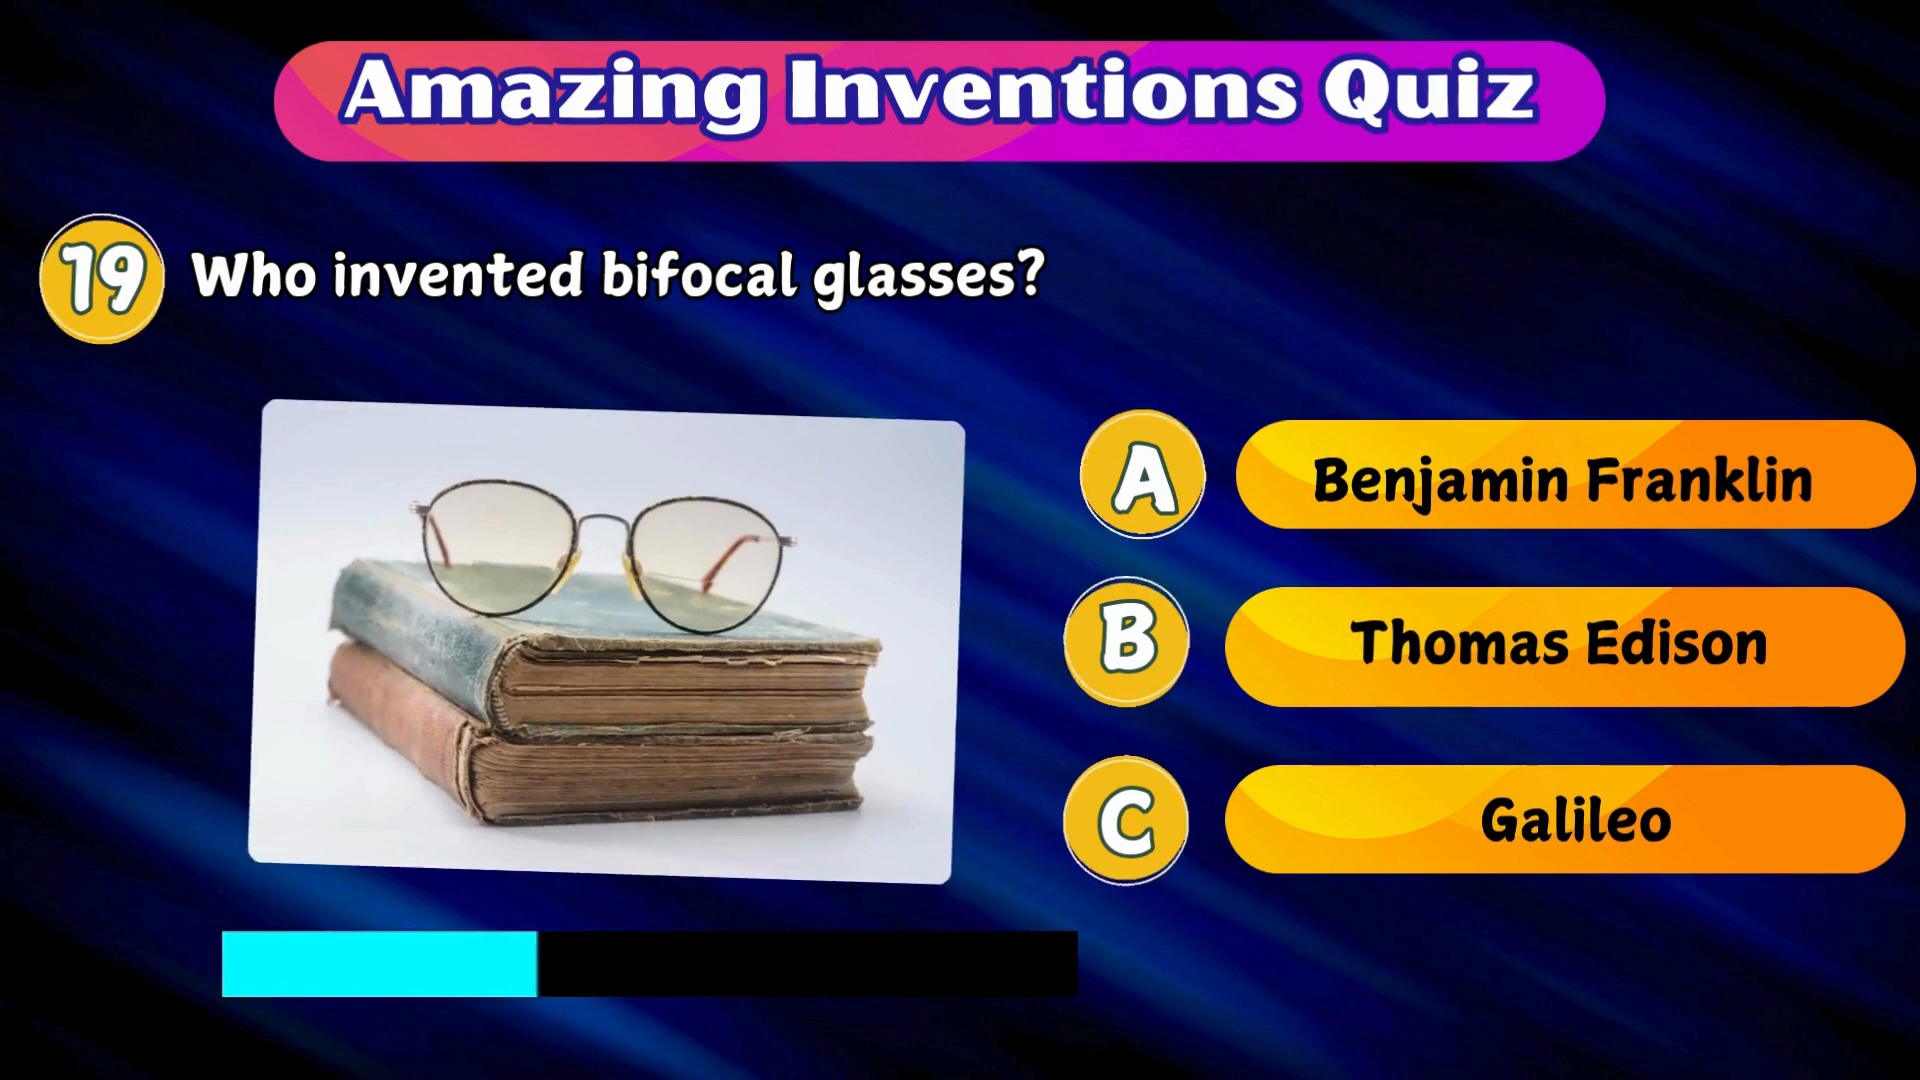 Amazing Inventions Quiz
19 Who invented bifocal glasses?
A Benjamin Franklin
B Thomas Edison
C Galileo